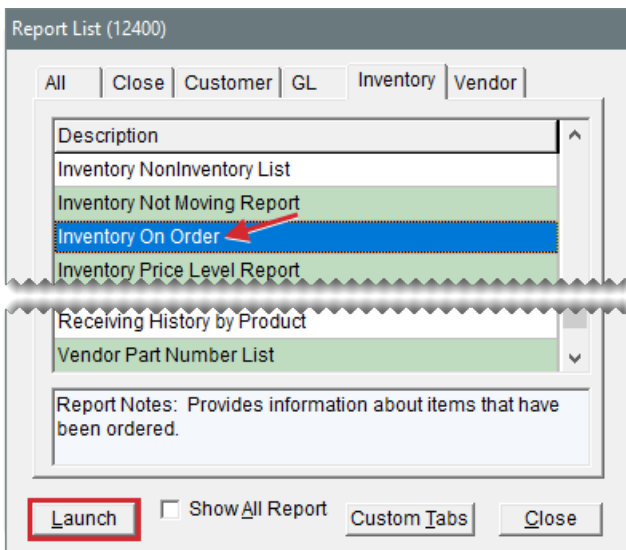 Report List (12400)
All Close Customer GL Inventory Vendor
Description
Inventory NonInventory List
Inventory Not Moving Report
Inventory On Order
Inventory Price Level Report
Receiving History by Product
Vendor Part Number List
Report Notes: Provides information about items that have
been ordered.
Launch Show All Report Custom Tabs Close